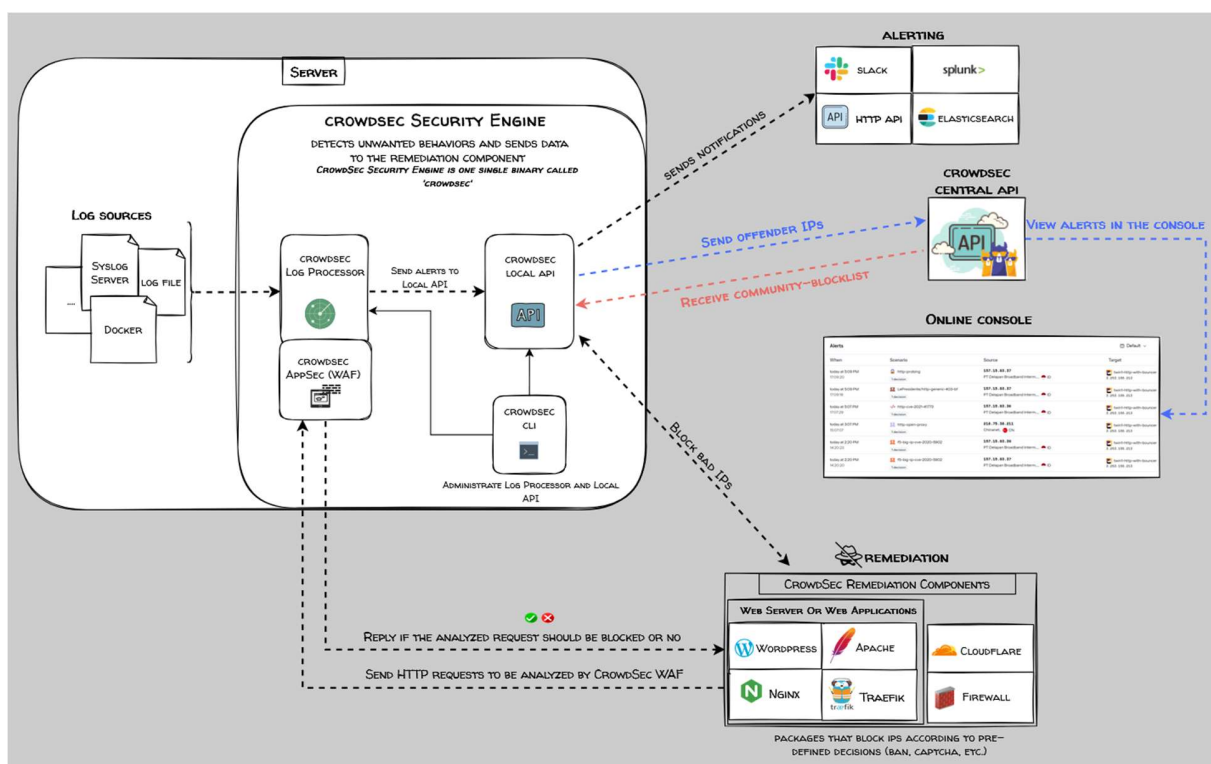 SERVER
CROWDSEC SECURITY ENGINE
DETECTS UNWANTED BEHAVIORS AND SENDS DATA
TO THE REMEDIATION COMPONENT
CROWDSEC SECURITY ENGINE IS ONE SINGLE BINARY CALLED
'CROWDSEC'
LOG SOURCES
SYSLOG
SERVER
LOG FILE
...
DOCKER
CROWDSEC
LOG PROCESSOR
SEND ALERTS TO
LOCAL API
CROWDSEC
LOCAL API
API
CROWDSEC
APPSEC (WAF)
CROWDSEC
CLI
ADMINISTRATE LOG PROCESSOR AND LOCAL
API
SENDS NOTIFICATIONS
ALERTING
SLACK
splunk>
API
HTTP API
ELASTICSEARCH
CROWDSEC
CENTRAL API
API
SEND OFFENDER IPS
RECEIVE COMMUNITY-BLOCKLIST
VIEW ALERTS IN THE CONSOLE
ONLINE CONSOLE
Alerts
Default
When
Scenario
Source
Target
BLOCK BAD IPS
REMEDIATION
CROWDSEC REMEDIATION COMPONENTS
WEB SERVER OR WEB APPLICATIONS
WORDPRESS
APACHE
CLOUDFLARE
NGINX
træfik
TRAEFIK
FIREWALL
PACKAGES THAT BLOCK IPS ACCORDING TO PRE-
DEFINED DECISIONS (BAN, CAPTCHA, ETC.)
REPLY IF THE ANALYZED REQUEST SHOULD BE BLOCKED OR NO
SEND HTTP REQUESTS TO BE ANALYZED BY CROWDSEC WAF